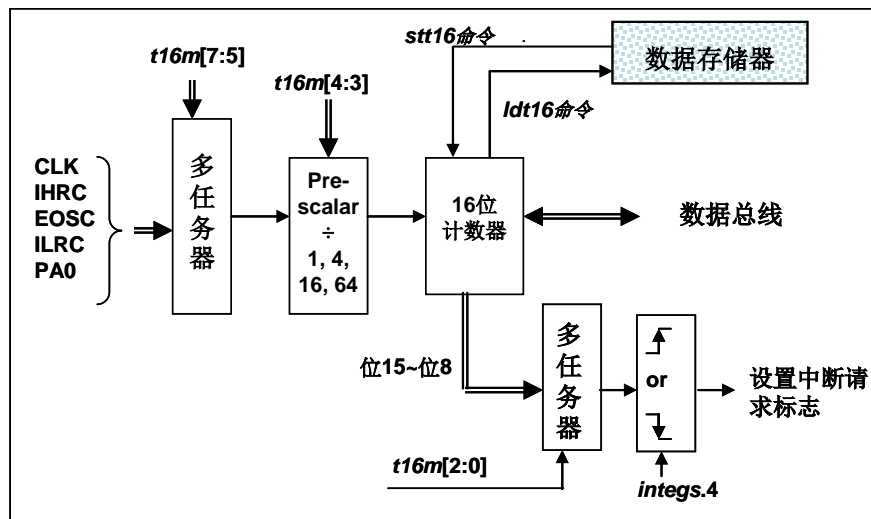 stt16命令
数据存储器
t16m[7:5]
t16m[4:3]
ldt16命令
CLK
IHRC
EOSC
ILRC
PA0
多
任
务
器
Pre-
scalar
÷
1, 4,
16, 64
16位
计数器
数据总线
位15~位8
多
任
务
器
or
设置中断请
求标志
t16m[2:0]
integs.4